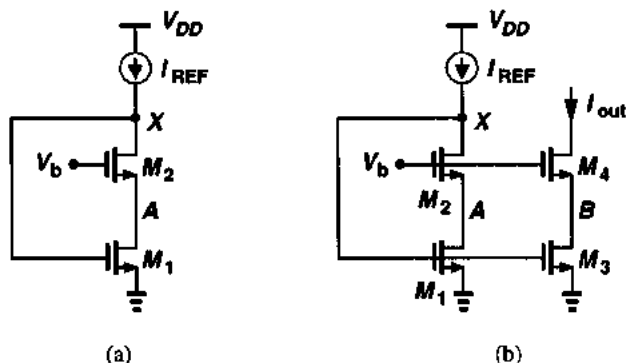 V_DD
I_REF
X
V_b
M_2
A
M_1
(a)
V_DD
I_REF
I_out
X
V_b
M_2
A
M_4
B
M_1
M_3
(b)